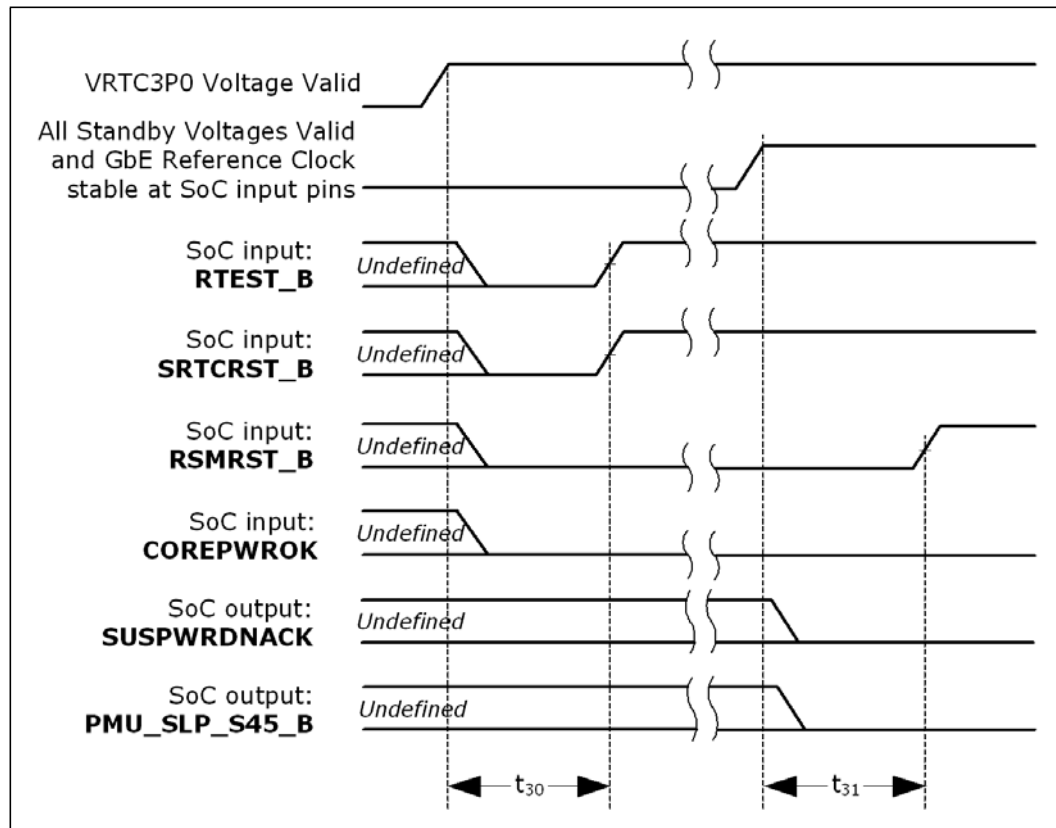 VRTC3P0 Voltage Valid
All Standby Voltages Valid
and GbE Reference Clock
stable at SoC input pins
SoC input:
RTEST_B
Undefined
SoC input:
SRTCRST_B
Undefined
SoC input:
RSMRST_B
Undefined
SoC input:
COREPWROK
Undefined
SoC output:
SUSPWRDNACK
Undefined
SoC output:
PMU_SLP_S45_B
Undefined
t30
t31